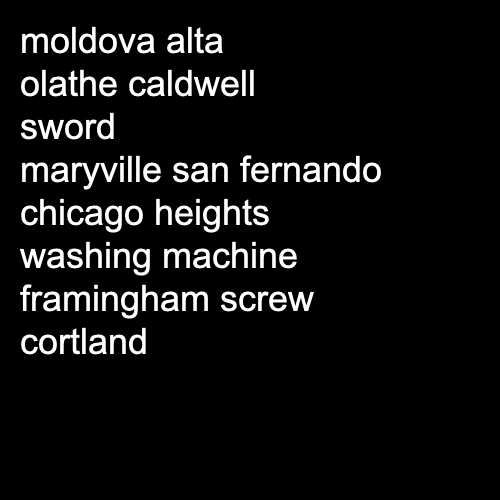 moldova alta
olathe caldwell
sword
maryville san fernando
chicago heights
washing machine
framingham screw
cortland